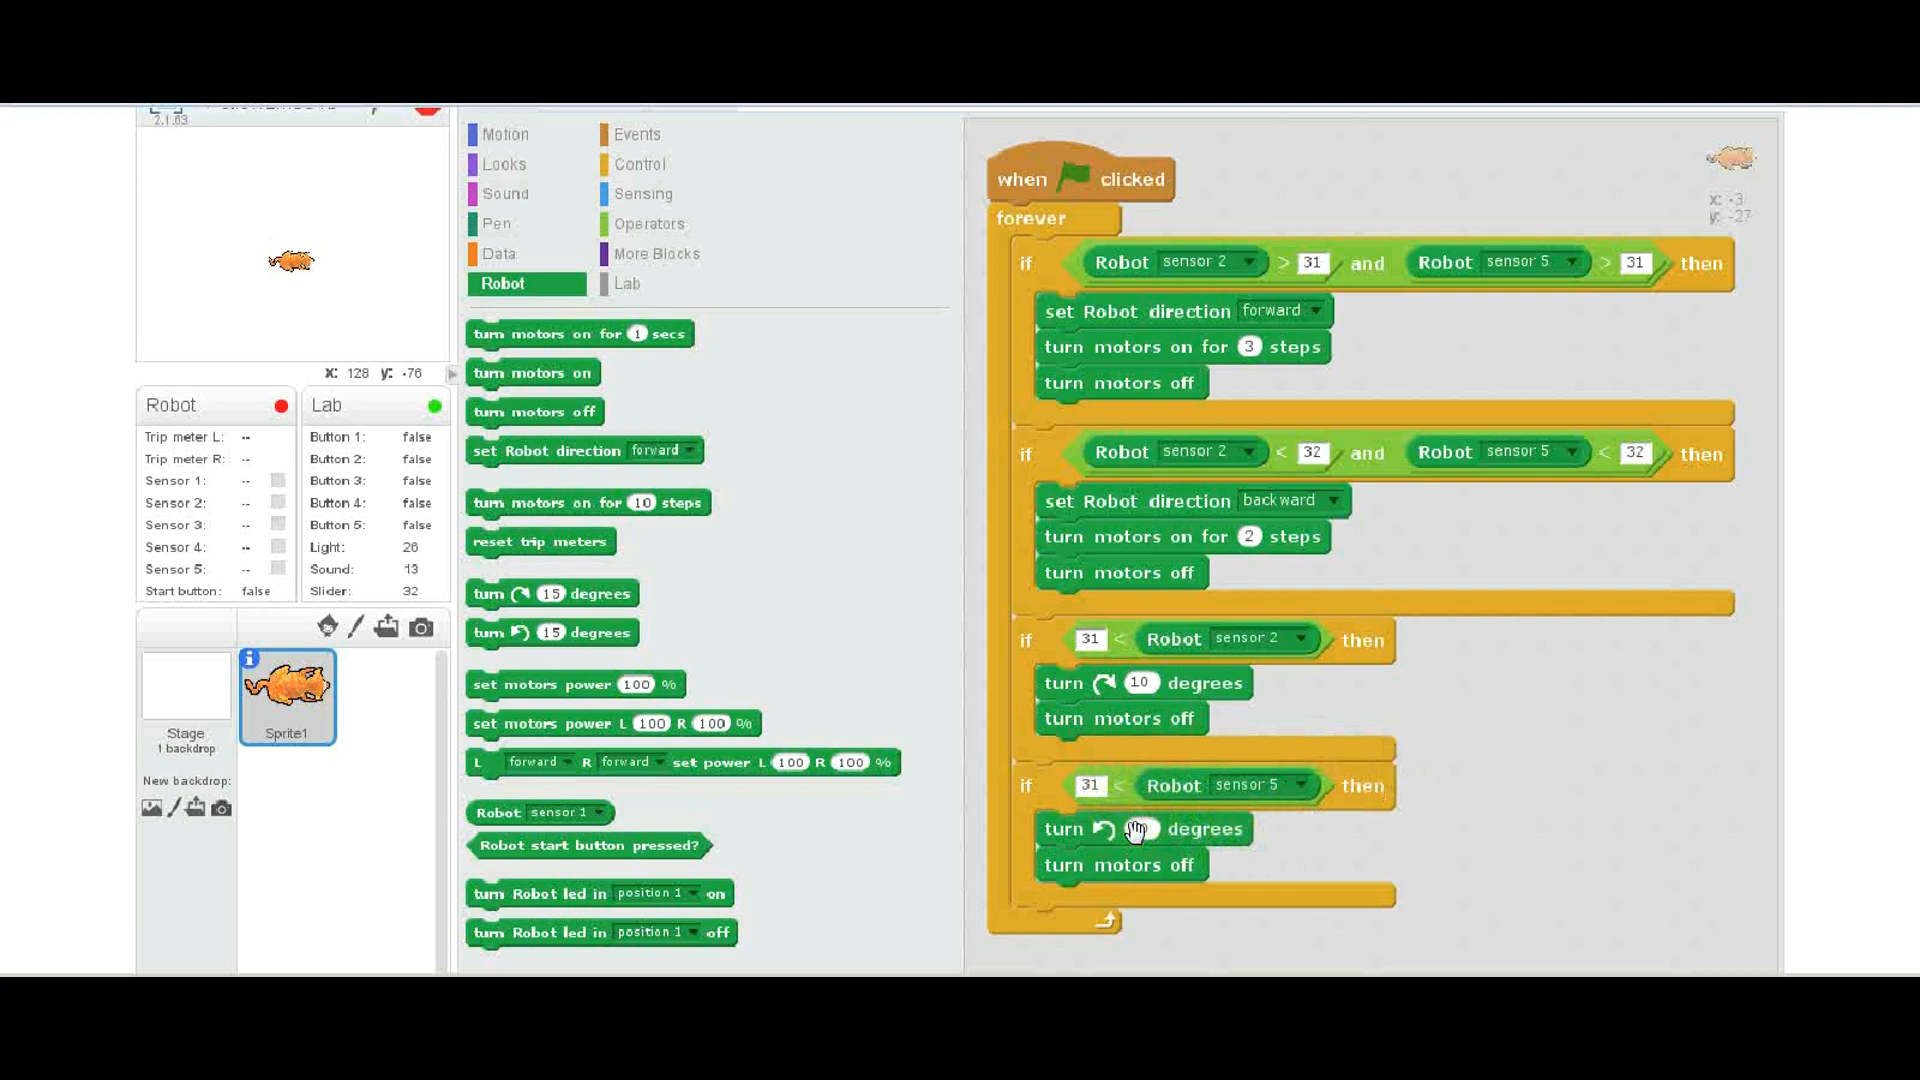 2.1.63
x: 128 y: -76
Robot
Trip meter L: --
Trip meter R: --
Sensor 1: --
Sensor 2: --
Sensor 3: --
Sensor 4: --
Sensor 5: --
Start button: false
Lab
Button 1: false
Button 2: false
Button 3: false
Button 4: false
Button 5: false
Light: 26
Sound: 13
Slider: 32
Stage
1 backdrop
New backdrop:
Sprite1
Motion
Looks
Sound
Pen
Data
Robot
Events
Control
Sensing
Operators
More Blocks
Lab
turn motors on for 1 secs
turn motors on
turn motors off
set Robot direction forward
turn motors on for 10 steps
reset trip meters
turn 15 degrees
turn 15 degrees
set motors power 100 %
set motors power L 100 R 100 %
L forward R forward set power L 100 R 100 %
Robot sensor 1
Robot start button pressed?
turn Robot led in position 1 on
turn Robot led in position 1 off
when clicked
forever
if Robot sensor 2 > 31 and Robot sensor 5 > 31 then
set Robot direction forward
turn motors on for 3 steps
turn motors off
if Robot sensor 2 < 32 and Robot sensor 5 < 32 then
set Robot direction backward
turn motors on for 2 steps
turn motors off
if 31 < Robot sensor 2 then
turn 10 degrees
turn motors off
if 31 < Robot sensor 5 then
turn degrees
turn motors off
x: -3
y: -27